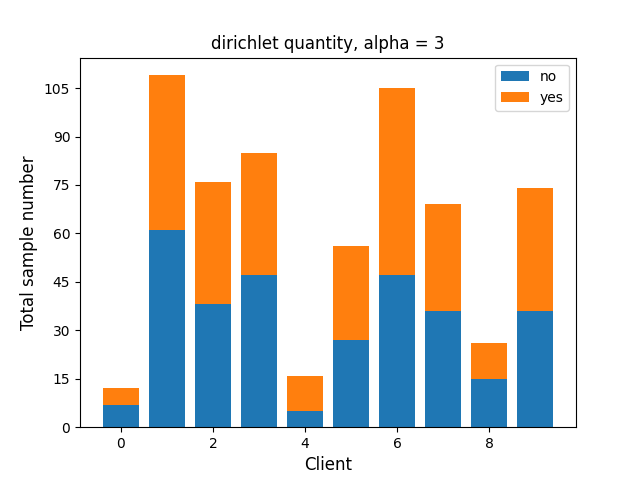 dirichlet quantity, alpha = 3
no
yes
Total sample number
105
90
75
60
45
30
15
0
0 2 4 6 8
Client